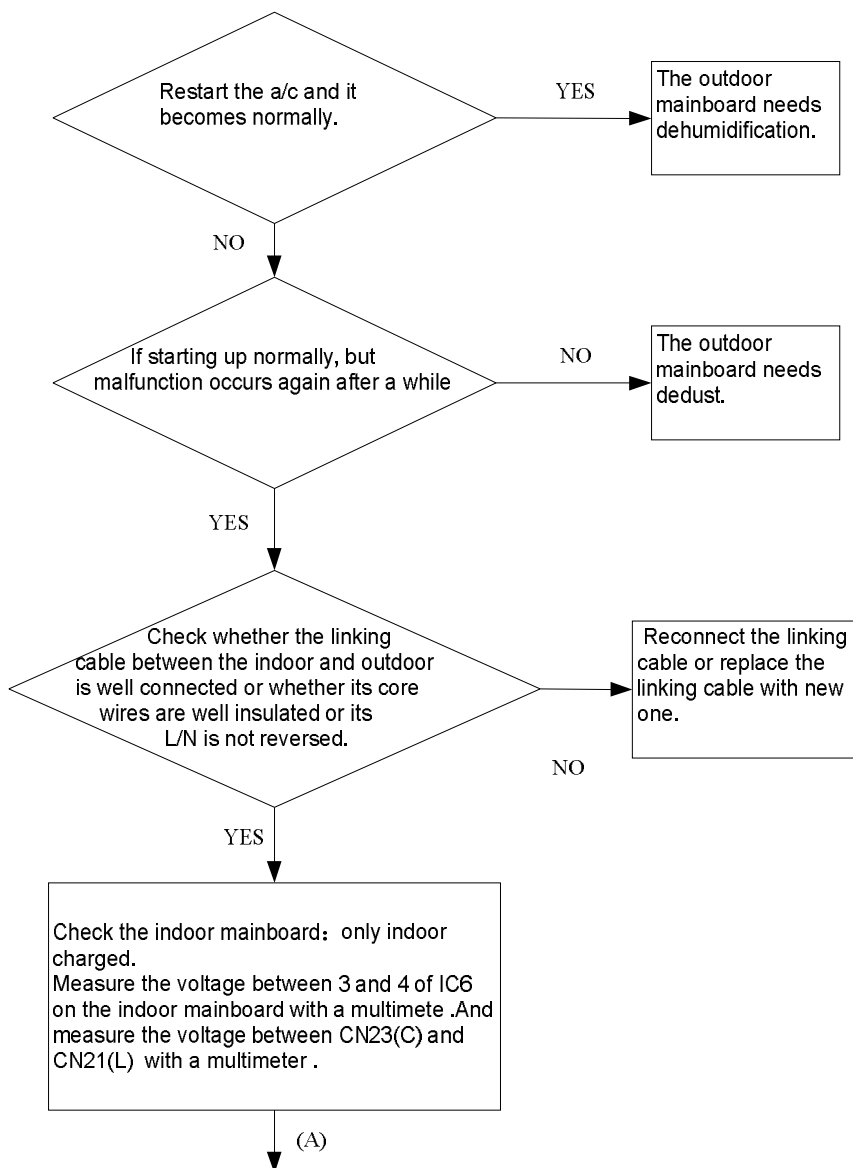 Restart the a/c and it
becomes normally.
YES
The outdoor
mainboard needs
dehumidification.
NO
If starting up normally, but
malfunction occurs again after a while
NO
The outdoor
mainboard needs
dedust.
YES
Check whether the linking
cable between the indoor and outdoor
is well connected or whether its core
wires are well insulated or its
L/N is not reversed.
Reconnect the linking
cable or replace the
linking cable with new
one.
NO
YES
Check the indoor mainboard：only indoor
charged.
Measure the voltage between 3 and 4 of IC6
on the indoor mainboard with a multimete .And
measure the voltage between CN23(C) and
CN21(L) with a multimeter .
(A)